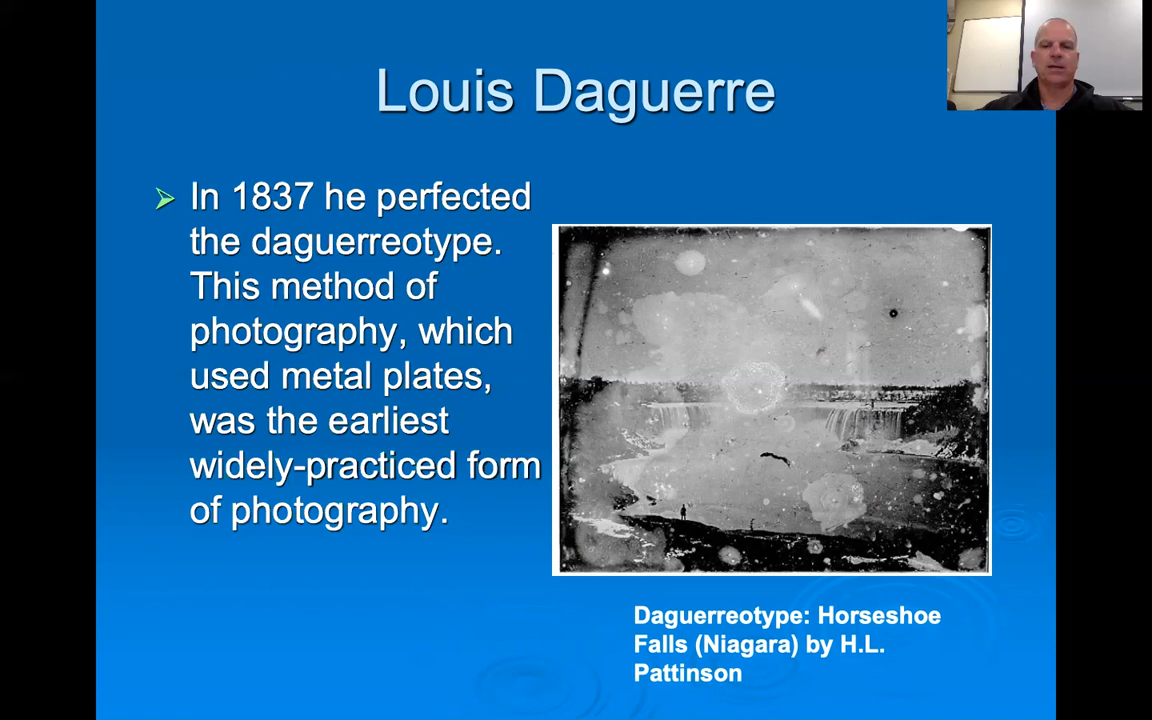 Louis Daguerre
In 1837 he perfected
the daguerreotype.
This method of
photography, which
used metal plates,
was the earliest
widely-practiced form
of photography.
Daguerreotype: Horseshoe
Falls (Niagara) by H.L.
Pattinson